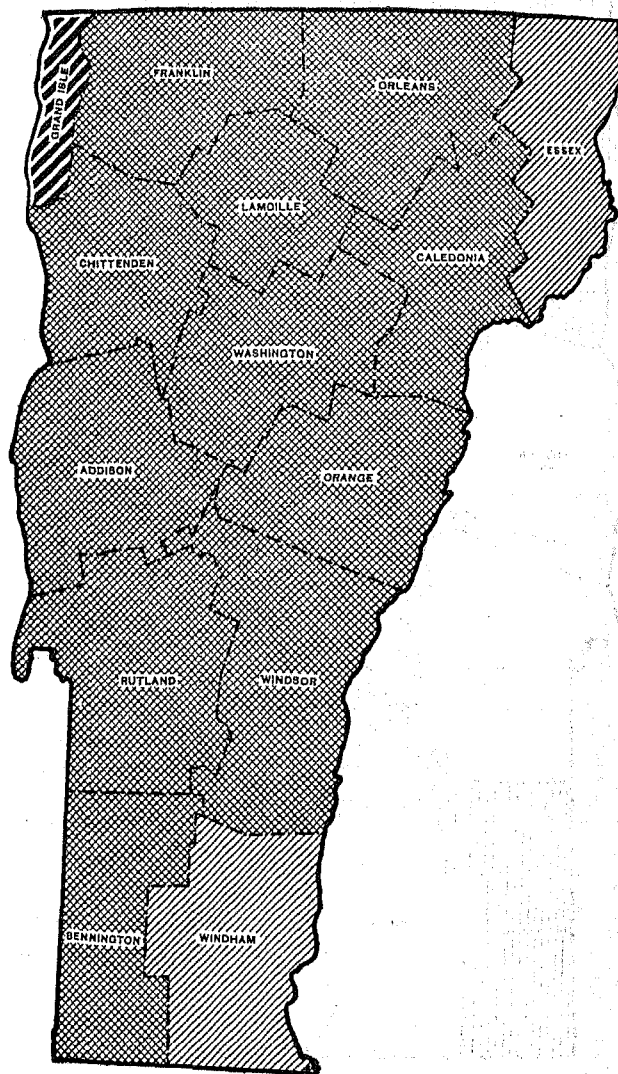 FRANKLIN
ORLEANS
GRAND ISLE
ESSEX
LAMOILLE
CHITTENDEN
CALEDONIA
WASHINGTON
ADDISON
ORANGE
RUTLAND
WINDSOR
BENNINGTON
WINDHAM